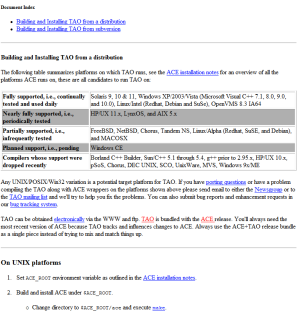 Document Index
Building and Installing TAO from a distribution
Building and Installing TAO from subversion
Building and Installing TAO from a distribution
The following table summarizes platforms on which TAO runs, see the ACE installation notes for an overview of all the
platforms ACE runs on, these are all candidates to run TAO on:
Fully supported, i.e., continually tested and used daily
Solaris 9, 10 & 11, Windows XP/2003/Vista (Microsoft Visual C++ 7.1, 8.0, 9.0, and 10.0), Linux/Intel (Redhat, Debian and SuSe), OpenVMS 8.3 IA64
Nearly fully supported, i.e., periodically tested
HP/UX 11.x, LynxOS, and AIX 5.x
Partially supported, i.e., infrequently tested
FreeBSD, NetBSD, Chorus, Tandem NS, Linux/Alpha (Redhat, SuSE, and Debian), and MACOSX
Planned support, i.e., pending
Windows CE
Compilers whose support were dropped recently
Borland C++ Builder, Sun/C++ 5.1 through 5.4, g++ prior to 2.95.x, HP/UX 10.x, pSoS, Chorus, DEC UNIX, SCO, UnixWare, MVS, Windows 9x/ME
Any UNIX/POSIX/Win32 variation is a potential target platform for TAO. If you have porting questions or have a problem
compiling the TAO along with ACE wrappers on the platforms shown above please send email to either the Newsgroup or to
the TAO mailing list and we'll try to help you fix the problems. You can also submit bug reports and enhancement requests in
our bug tracking system.
TAO can be obtained electronically via the WWW and ftp. TAO is bundled with the ACE release. You'll always need the
most recent version of ACE because TAO tracks and influences changes to ACE. Always use the ACE+TAO release bundle
as a single piece instead of trying to mix and match things up.
On UNIX platforms
1. Set ACE_ROOT environment variable as outlined in the ACE installation notes.
2. Build and install ACE under $ACE_ROOT.
Change directory to $ACE_ROOT/ace and execute make.